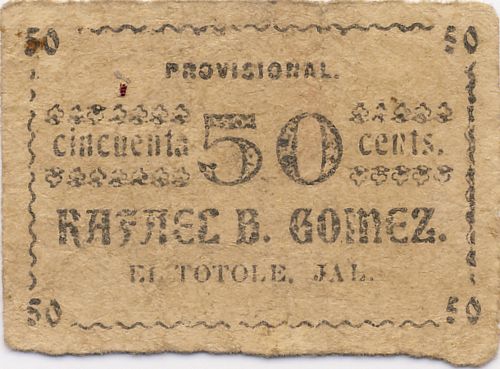 50 50
PROVISIONAL.
cincuenta 50 cents.
RAFAEL B. GOMEZ.
EL TOTOLE, JAL.
50 50